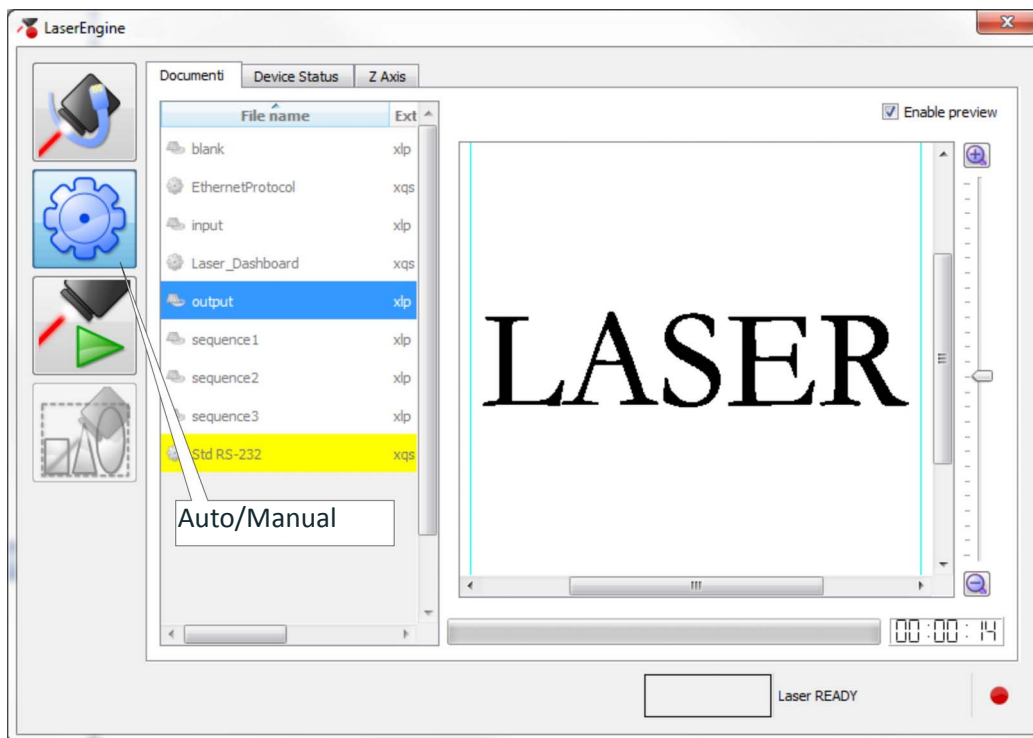 LaserEngine
Documenti Device Status Z Axis
File name Ext
Enable preview
blank xlp
EthernetProtocol xqs
input xlp
Laser_Dashboard xqs
output xlp
sequence1 xlp
sequence2 xlp
sequence3 xlp
Std RS-232 xqs
LASER
Auto/Manual
00:00:14
Laser READY